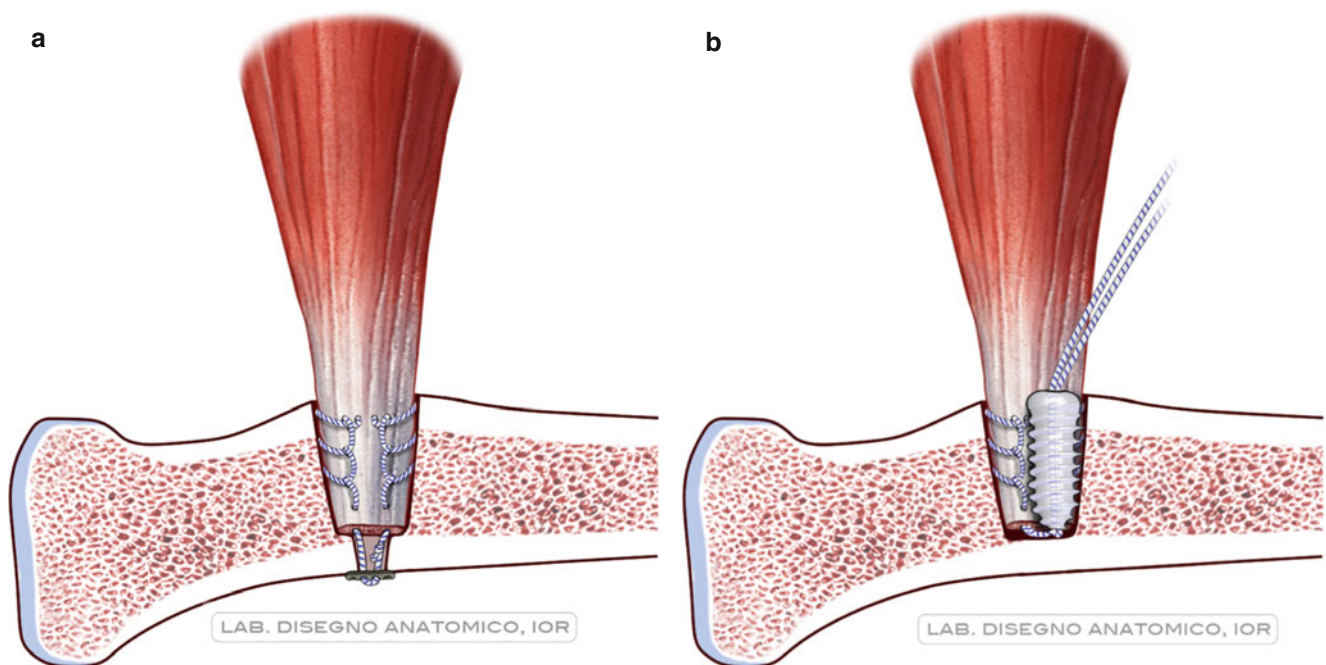 a
b
LAB. DISEGNO ANATOMICO, IOR
LAB. DISEGNO ANATOMICO, IOR